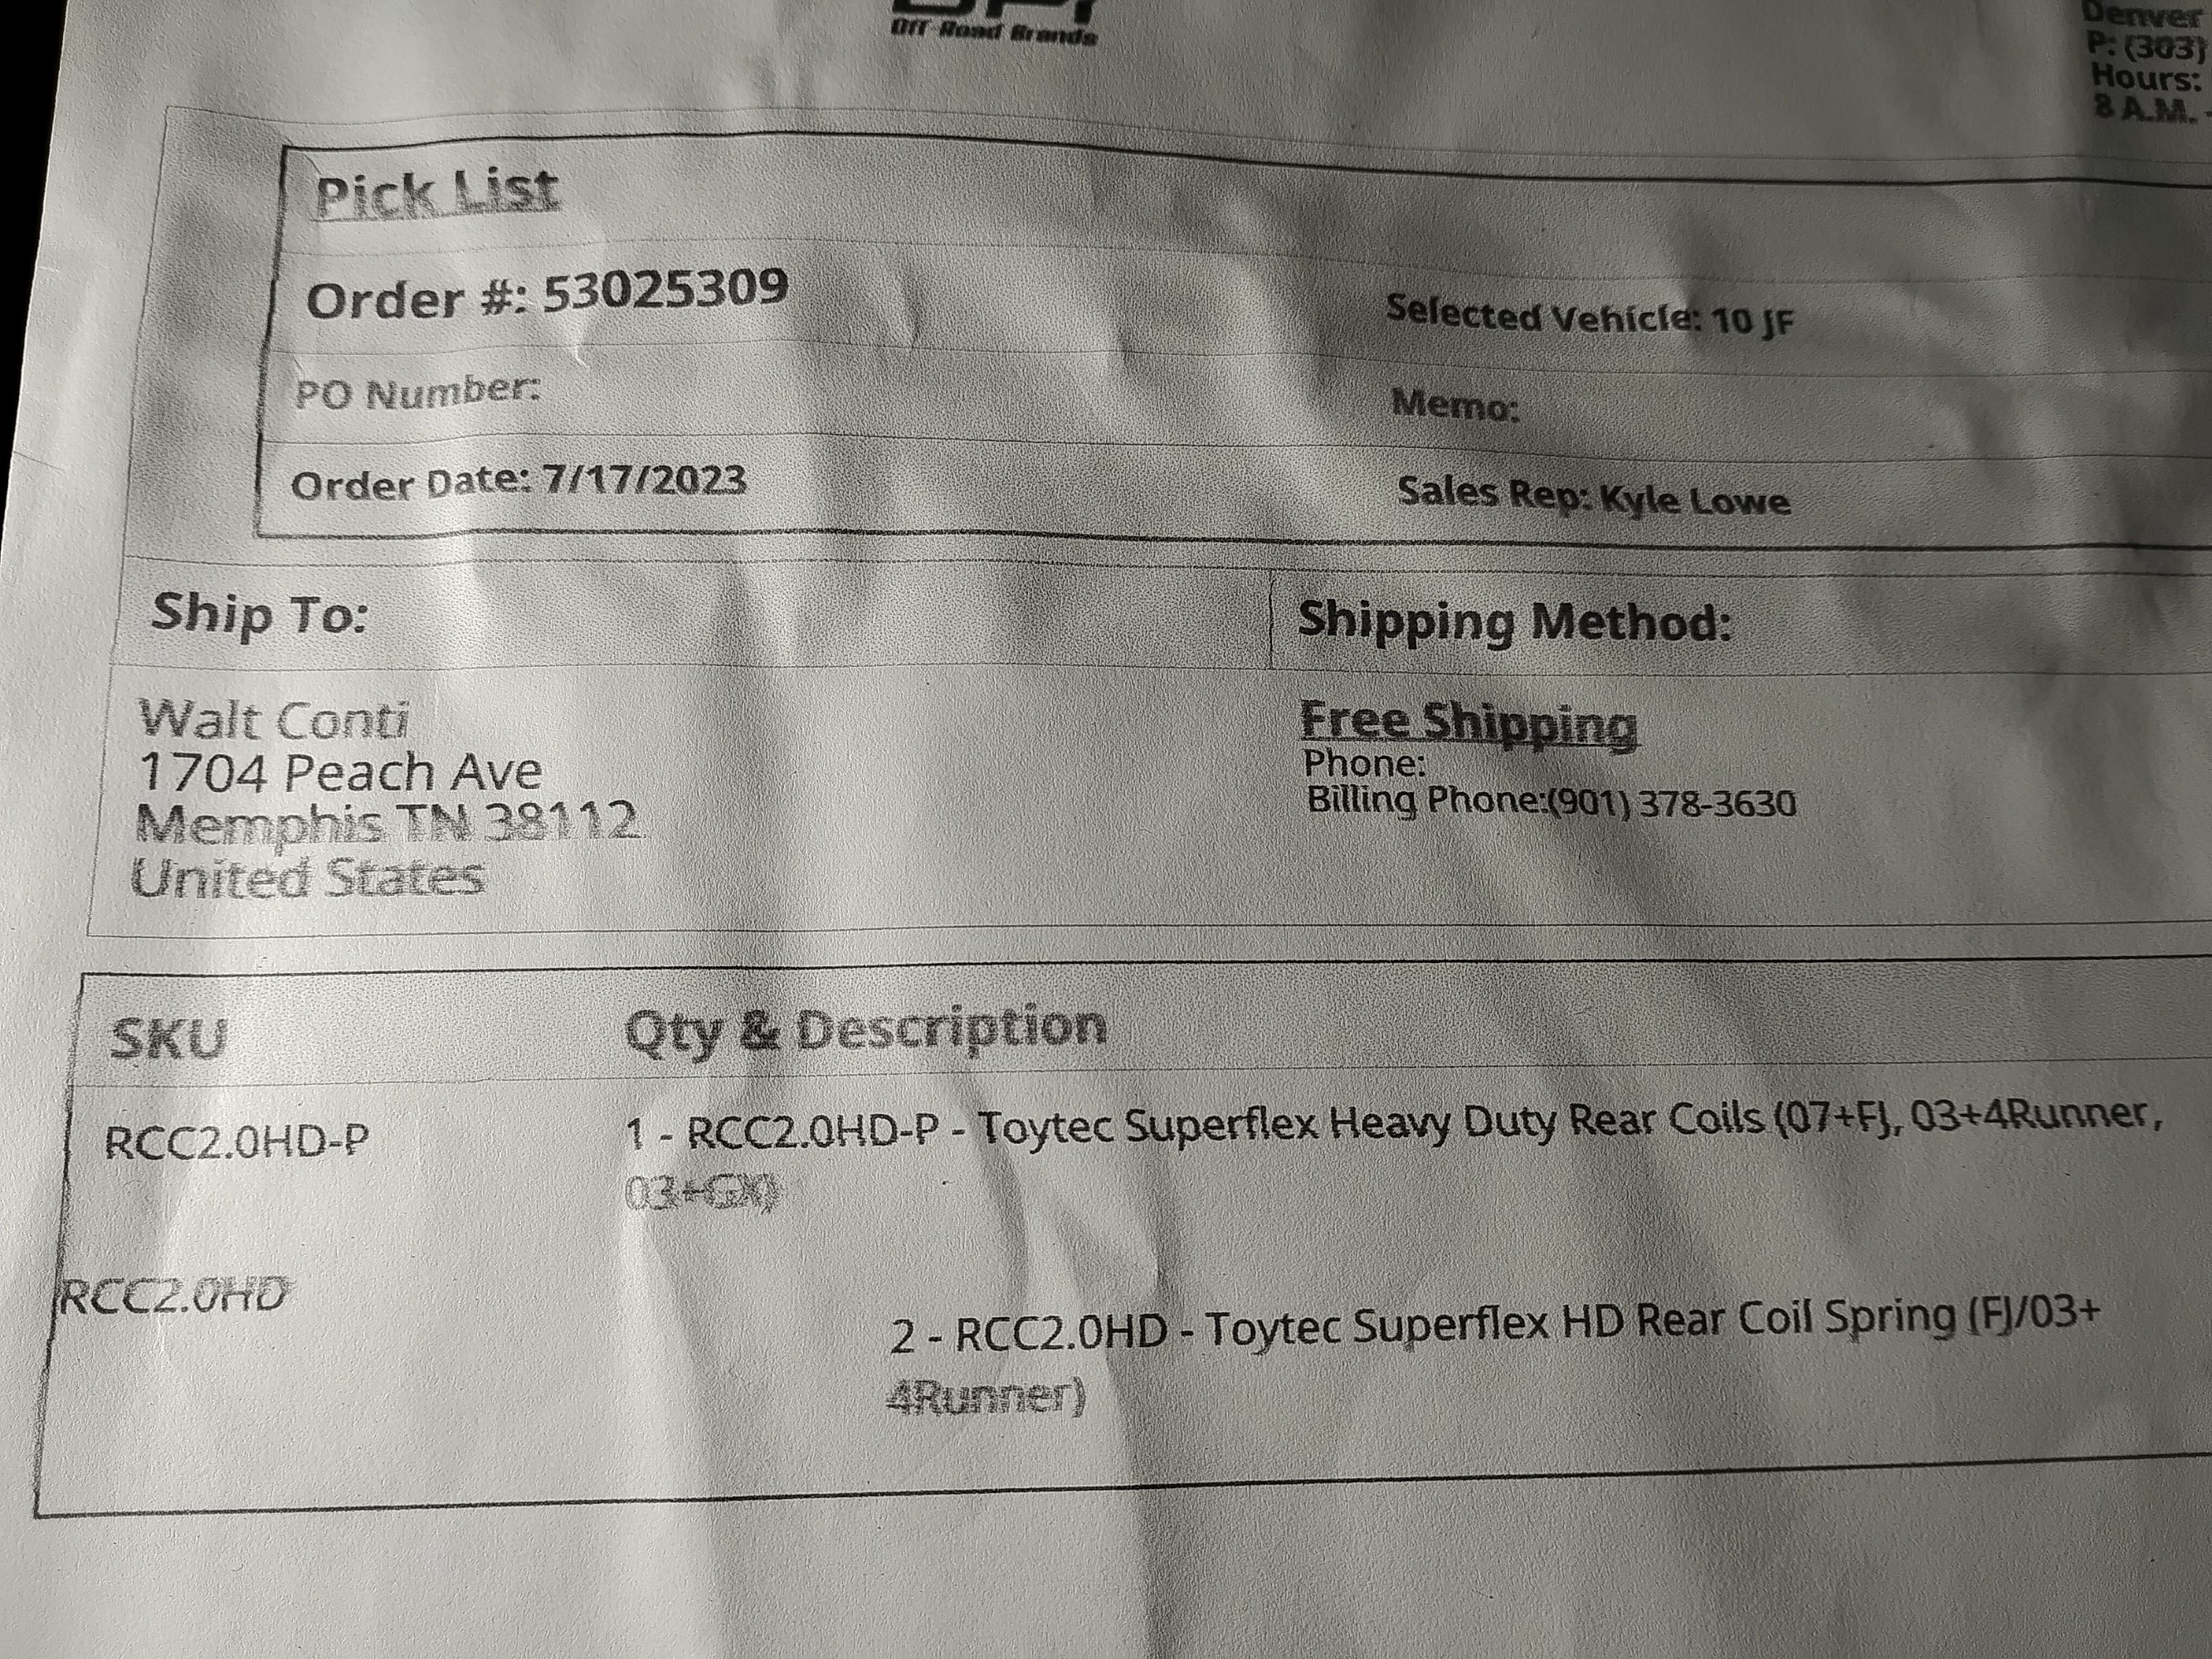 Off Road Brands
Denver
P: (303)
Hours:
8 A.M. -
Pick List
Order #: 53025309
Selected Vehicle: 10 JF
PO Number:
Memo:
Order Date: 7/17/2023
Sales Rep: Kyle Lowe
Ship To:
Shipping Method:
Walt Conti
1704 Peach Ave
Memphis TN 38112
United States
Free Shipping
Phone:
Billing Phone:(901) 378-3630
SKU
Qty & Description
RCC2.0HD-P
1 - RCC2.0HD-P - Toytec Superflex Heavy Duty Rear Coils (07+FJ, 03+4Runner,
03+GX)
RCC2.0HD
2 - RCC2.0HD - Toytec Superflex HD Rear Coil Spring (FJ/03+
4Runner)